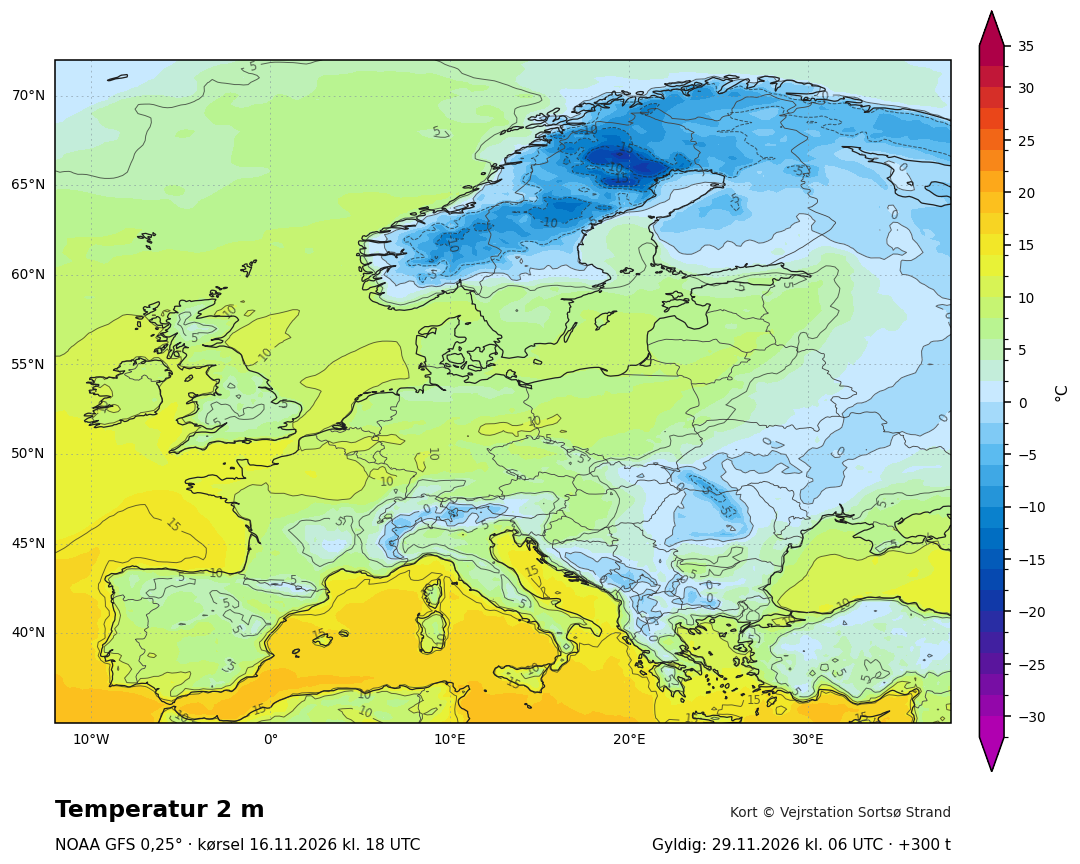 70°N
65°N
60°N
55°N
50°N
45°N
40°N
10°W
0°
10°E
20°E
30°E
35
30
25
20
15
10
5
0
−5
−10
−15
−20
−25
−30
°C
Temperatur 2 m
Kort © Vejrstation Sortsø Strand
NOAA GFS 0,25° · kørsel 16.11.2026 kl. 18 UTC
Gyldig: 29.11.2026 kl. 06 UTC · +300 t